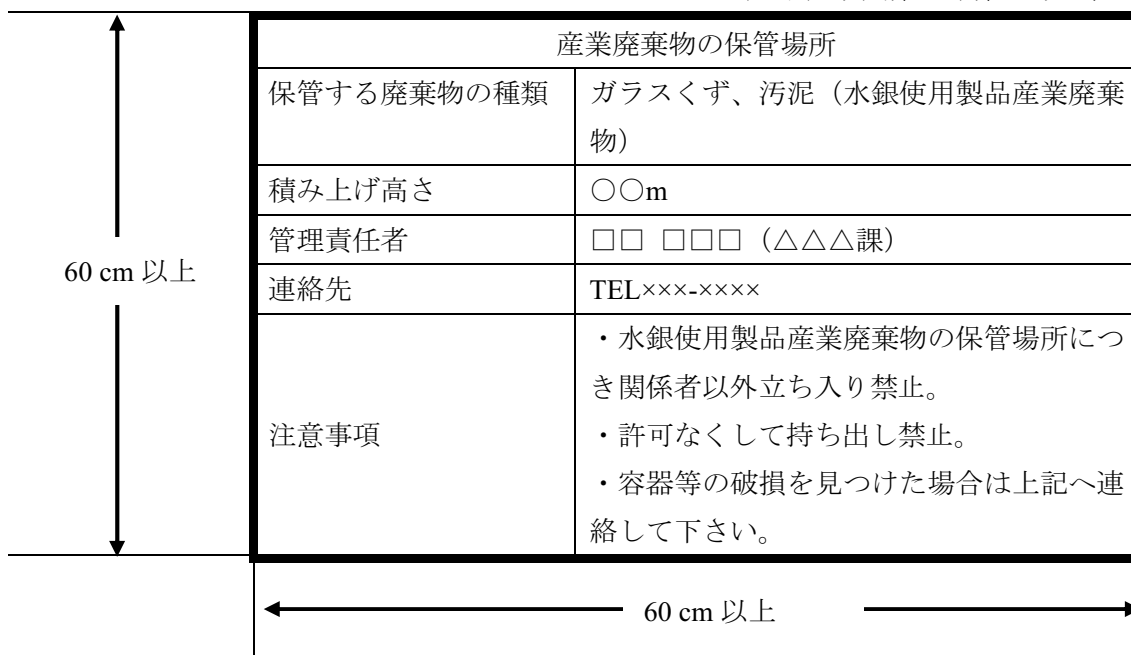 産業廃棄物の保管場所
保管する廃棄物の種類
ガラスくず、汚泥（水銀使用製品産業廃棄
物）
積み上げ高さ
○○m
管理責任者
□□ □□□（△△△課）
連絡先
TEL×××-××××
注意事項
・水銀使用製品産業廃棄物の保管場所につ
き関係者以外立ち入り禁止。
・許可なくして持ち出し禁止。
・容器等の破損を見つけた場合は上記へ連
絡して下さい。
60 cm 以上
60 cm 以上